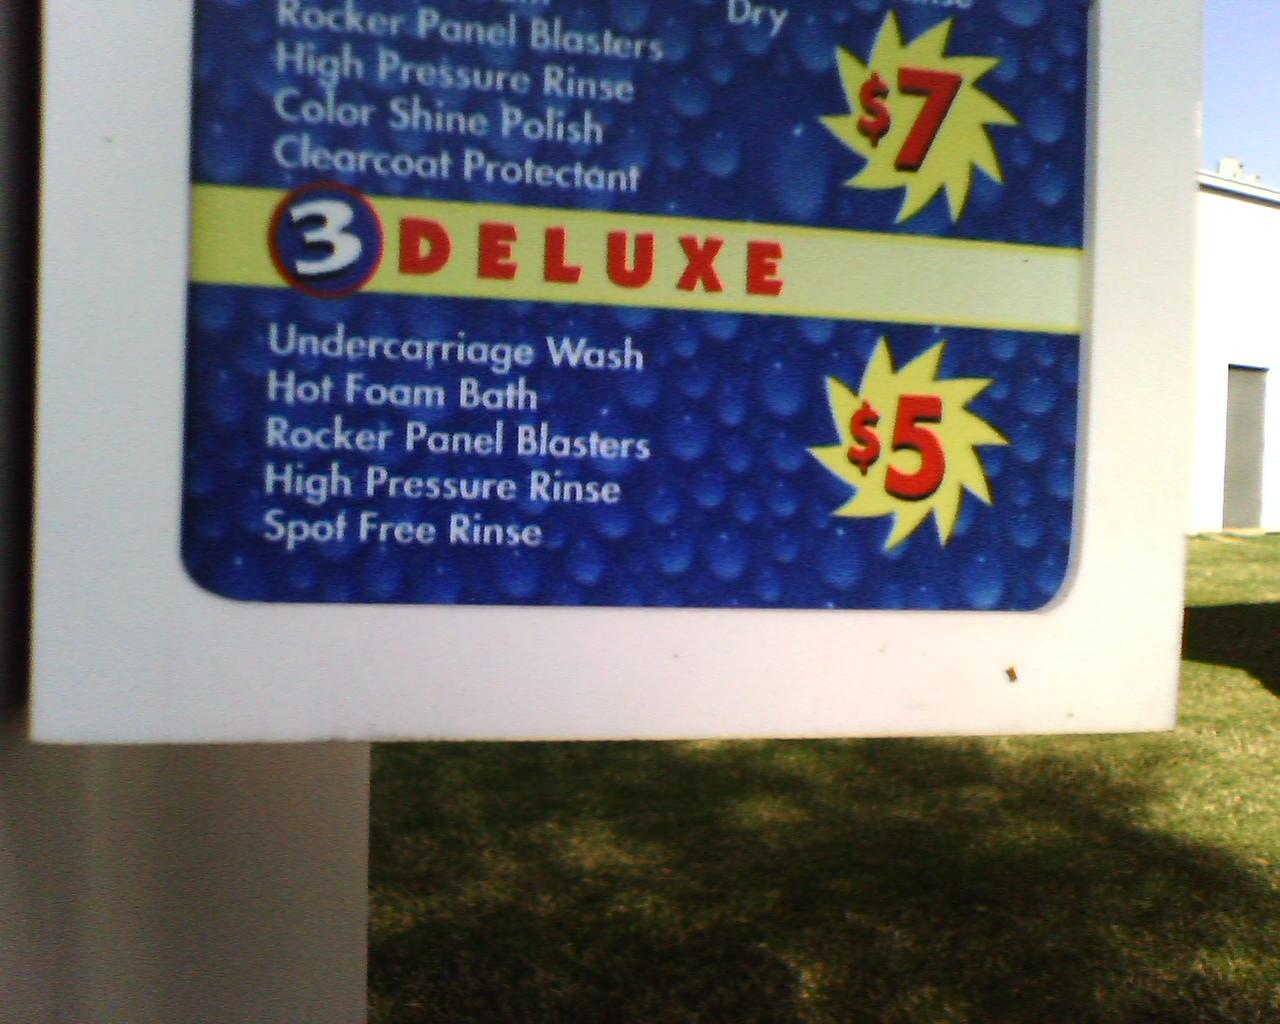 Dry
Rocker Panel Blasters
High Pressure Rinse
Color Shine Polish
Clearcoat Protectant
$7
3 DELUXE
Undercarriage Wash
Hot Foam Bath
Rocker Panel Blasters
High Pressure Rinse
Spot Free Rinse
$5